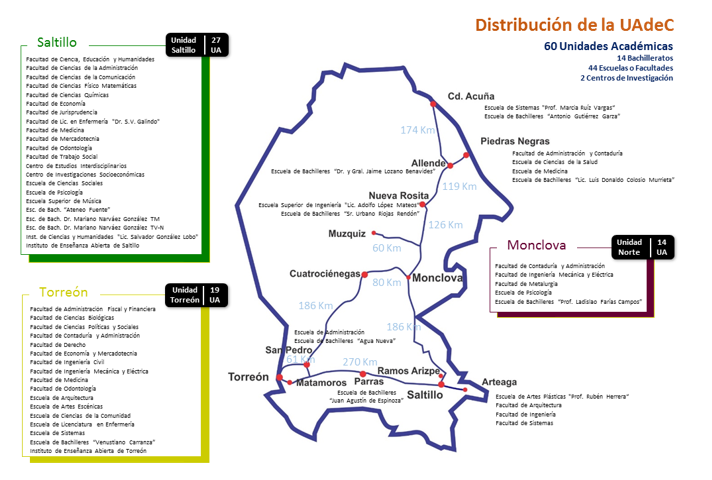 Distribución de la UAdeC
60 Unidades Académicas
14 Bachilleratos
44 Escuelas o Facultades
2 Centros de Investigación
Saltillo
Unidad Saltillo
27 UA
Facultad de Ciencia, Educación y Humanidades
Facultad de Ciencias de la Administración
Facultad de Ciencias de la Comunicación
Facultad de Ciencias Físico Matemáticas
Facultad de Ciencias Químicas
Facultad de Economía
Facultad de Jurisprudencia
Facultad de Lic. en Enfermería "Dr. S.V. Galindo"
Facultad de Medicina
Facultad de Mercadotecnia
Facultad de Odontología
Facultad de Trabajo Social
Centro de Estudios Interdisciplinarios
Centro de Investigaciones Socioeconómicas
Escuela de Ciencias Sociales
Escuela de Psicología
Escuela Superior de Música
Esc. de Bach. "Ateneo Fuente"
Esc. de Bach. Dr. Mariano Narváez González TM
Esc. de Bach. Dr. Mariano Narváez González TV-N
Inst. de Ciencias y Humanidades "Lic. Salvador González Lobo"
Instituto de Enseñanza Abierta de Saltillo
Torreón
Unidad Torreón
19 UA
Facultad de Administración Fiscal y Financiera
Facultad de Ciencias Biológicas
Facultad de Ciencias Políticas y Sociales
Facultad de Contaduría y Administración
Facultad de Derecho
Facultad de Economía y Mercadotecnia
Facultad de Ingeniería Civil
Facultad de Ingeniería Mecánica y Eléctrica
Facultad de Medicina
Facultad de Odontología
Escuela de Arquitectura
Escuela de Artes Escénicas
Escuela de Ciencias de la Comunidad
Escuela de Licenciatura en Enfermería
Escuela de Sistemas
Escuela de Bachilleres "Venustiano Carranza"
Instituto de Enseñanza Abierta de Torreón
Cd. Acuña
Escuela de Sistemas "Prof. Marcia Ruiz Vargas"
Escuela de Bachilleres "Antonio Gutiérrez Garza"
174 Km
Piedras Negras
Facultad de Administración y Contaduría
Escuela de Ciencias de la Salud
Escuela de Medicina
Escuela de Bachilleres "Lic. Luis Donaldo Colosio Murrieta"
Allende
Escuela de Bachilleres "Dr. y Gral. Jaime Lozano Benavides"
119 Km
Nueva Rosita
Escuela Superior de Ingeniería "Lic. Adolfo López Mateos"
Escuela de Bachilleres "Sr. Urbano Riojas Rendón"
126 Km
Muzquiz
60 Km
Monclova
Unidad Norte
14 UA
Facultad de Contaduría y Administración
Facultad de Ingeniería Mecánica y Eléctrica
Facultad de Metalurgia
Escuela de Psicología
Escuela de Bachilleres "Prof. Ladislao Farías Campos"
Cuatrociénegas
80 Km
Monclova
186 Km
186 Km
Escuela de Administración
Escuela de Bachilleres "Agua Nueva"
San Pedro
61 Km
270 Km
Torreón
Matamoros
Parras
Escuela de Bachilleres
"Juan Agustín de Espinoza"
Ramos Arizpe
Saltillo
Arteaga
Escuela de Artes Plásticas "Prof. Rubén Herrera"
Facultad de Arquitectura
Facultad de Ingeniería
Facultad de Sistemas